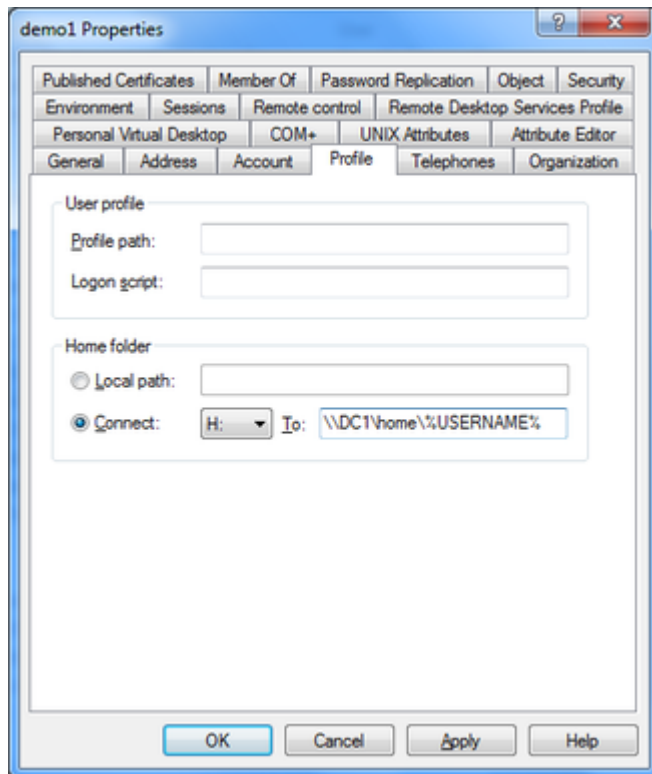 demo1 Properties
Published Certificates Member Of Password Replication Object Security
Environment Sessions Remote control Remote Desktop Services Profile
Personal Virtual Desktop COM+ UNIX Attributes Attribute Editor
General Address Account Profile Telephones Organization
User profile
Profile path:
Logon script:
Home folder
Local path:
Connect: H: To: \\DC1\home\%USERNAME%
OK Cancel Apply Help